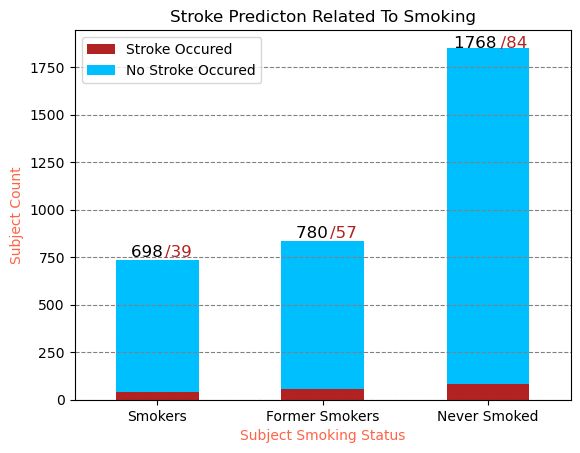 Stroke Predicton Related To Smoking
Stroke Occured
No Stroke Occured
1768 /84
780 /57
698 /39
Subject Count
1750
1500
1250
1000
750
500
250
0
Smokers
Former Smokers
Never Smoked
Subject Smoking Status